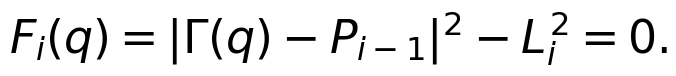 F_i(q) = |Γ(q) − P_{i−1}|^2 − L_i^2 = 0.